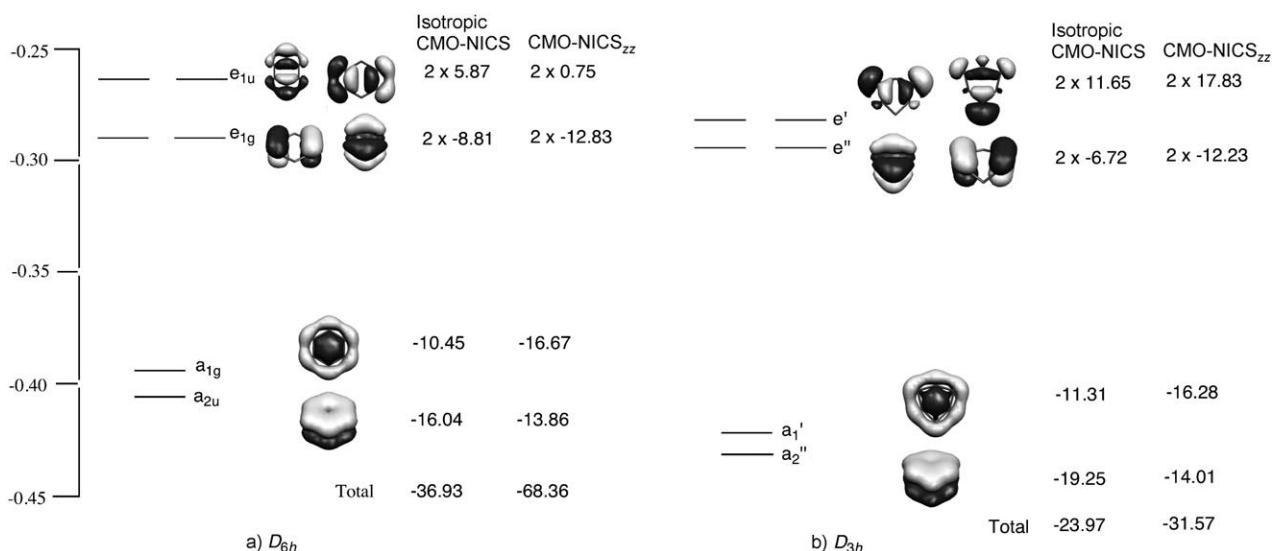 Isotropic
CMO-NICS CMO-NICSzz
-0.25
e1u 2 x 5.87 2 x 0.75
e1g 2 x -8.81 2 x -12.83
-0.30
-0.35
a1g -10.45 -16.67
-0.40
a2u -16.04 -13.86
-0.45
Total -36.93 -68.36
a) D6h
Isotropic
CMO-NICS CMO-NICSzz
2 x 11.65 2 x 17.83
e'
e" 2 x -6.72 2 x -12.23
-11.31 -16.28
a1'
a2"
-19.25 -14.01
Total -23.97 -31.57
b) D3h